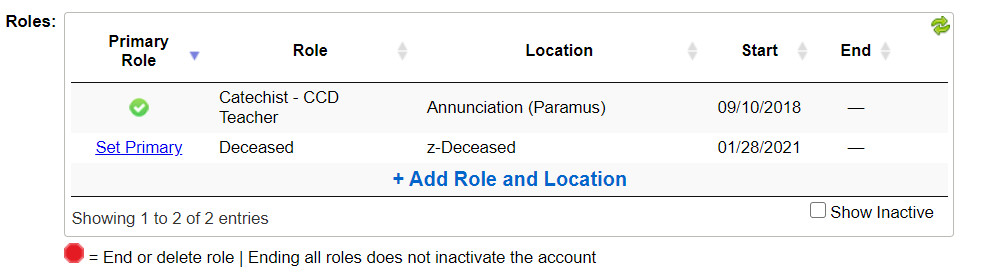 Roles:
Primary Role Role Location Start End
Catechist - CCD Teacher Annunciation (Paramus) 09/10/2018 —
Set Primary Deceased z-Deceased 01/28/2021 —
+ Add Role and Location
Showing 1 to 2 of 2 entries Show Inactive
= End or delete role | Ending all roles does not inactivate the account